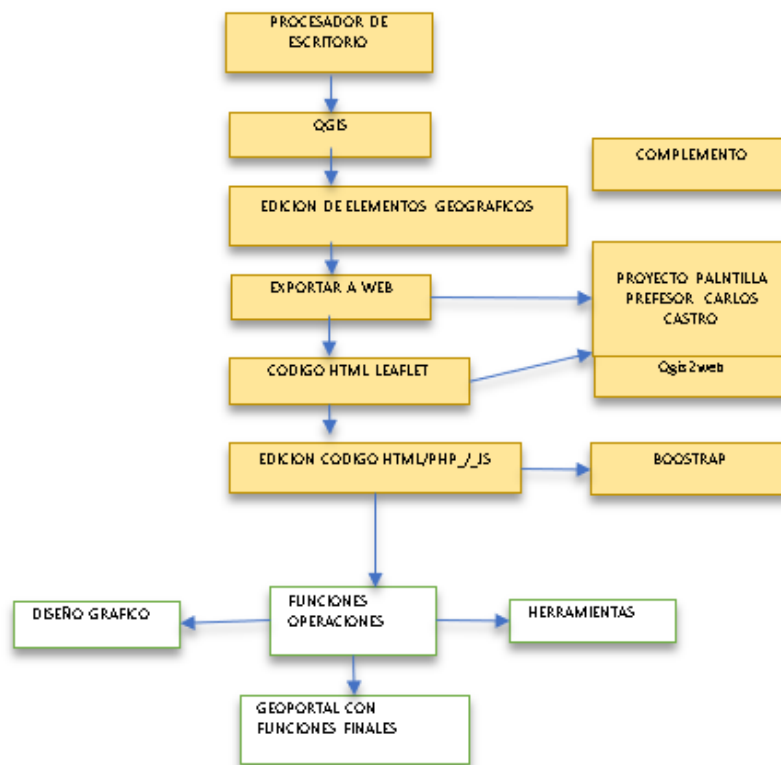 PROCESADOR DE
ESCRITORIO
QGIS
COMPLEMENTO
EDICION DE ELEMENTOS GEOGRAFICOS
EXPORTAR A WEB
PROYECTO PALNTILLA
PREFESOR CARLOS
CASTRO
CODIGO HTML LEAFLET
Qgis2web
EDICION CODIGO HTML/PHP_/_JS
BOOSTRAP
DISEÑO GRAFICO
FUNCIONES
OPERACIONES
HERRAMIENTAS
GEOPORTAL CON
FUNCIONES FINALES